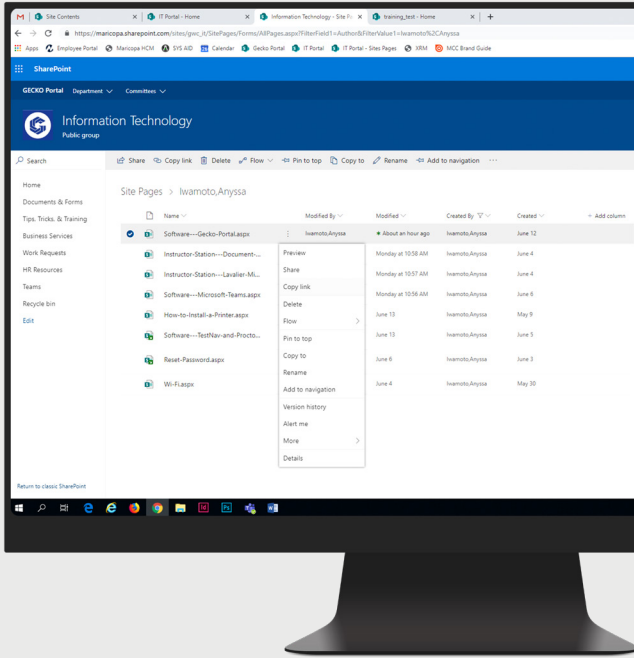 Site Contents
IT Portal - Home
Information Technology - Site Pa
training_test - Home
https://maricopa.sharepoint.com/sites/gwc_it/SitePages/Forms/AllPages.aspx?FilterField1=Author&FilterValue1=Iwamoto%2CAnyssa
Apps Employee Portal Maricopa HCM SYS AID Calendar Gecko Portal IT Portal IT Portal - Sites Pages XRM MCC Brand Guide
SharePoint
GECKO Portal Department Committees
Information Technology
Public group
Search
Share Copy link Delete Flow Pin to top Copy to Rename Add to navigation ...
Home
Documents & Forms
Tips, Tricks, & Training
Business Services
Work Requests
HR Resources
Teams
Recycle bin
Edit
Return to classic SharePoint
Site Pages > Iwamoto,Anyssa
Name Modified By Modified Created By Created + Add column
Software---Gecko-Portal.aspx Iwamoto,Anyssa About an hour ago Iwamoto,Anyssa June 12
Instructor-Station---Document-... Monday at 10:58 AM Iwamoto,Anyssa June 4
Instructor-Station---Lavalier-Mi... Monday at 10:57 AM Iwamoto,Anyssa June 4
Software---Microsoft-Teams.aspx Monday at 10:56 AM Iwamoto,Anyssa June 6
How-to-Install-a-Printer.aspx June 13 Iwamoto,Anyssa May 9
Software---TestNav-and-Procto... June 13 Iwamoto,Anyssa June 5
Reset-Password.aspx June 6 Iwamoto,Anyssa June 3
Wi-Fi.aspx June 4 Iwamoto,Anyssa May 30
Preview
Share
Copy link
Delete
Flow
Pin to top
Copy to
Rename
Add to navigation
Version history
Alert me
More
Details